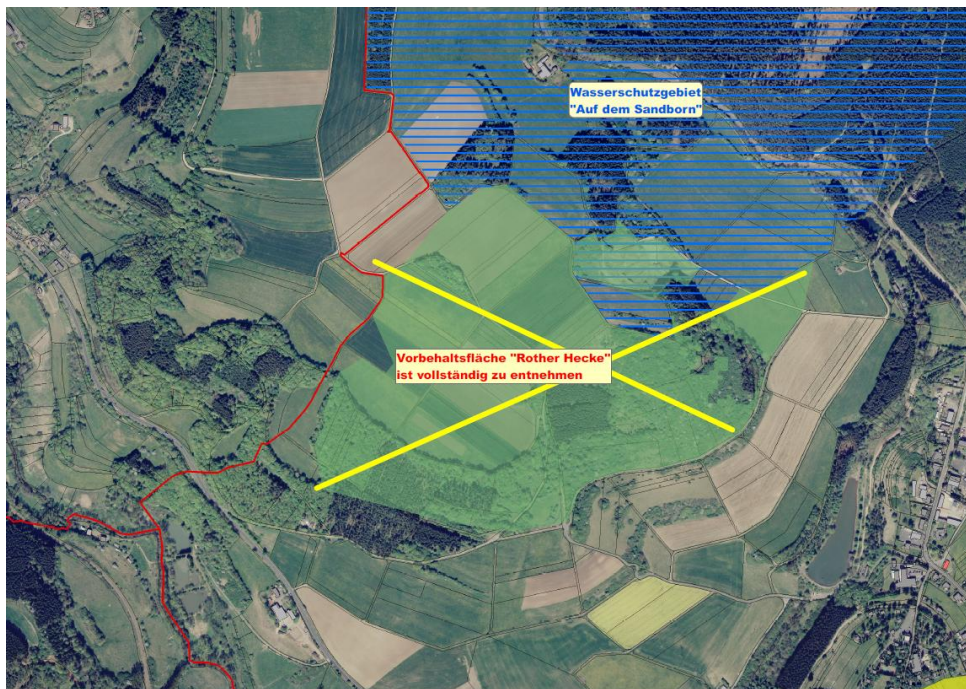 Wasserschutzgebiet
"Auf dem Sandborn"
Vorbehaltsfläche "Rother Hecke"
ist vollständig zu entnehmen